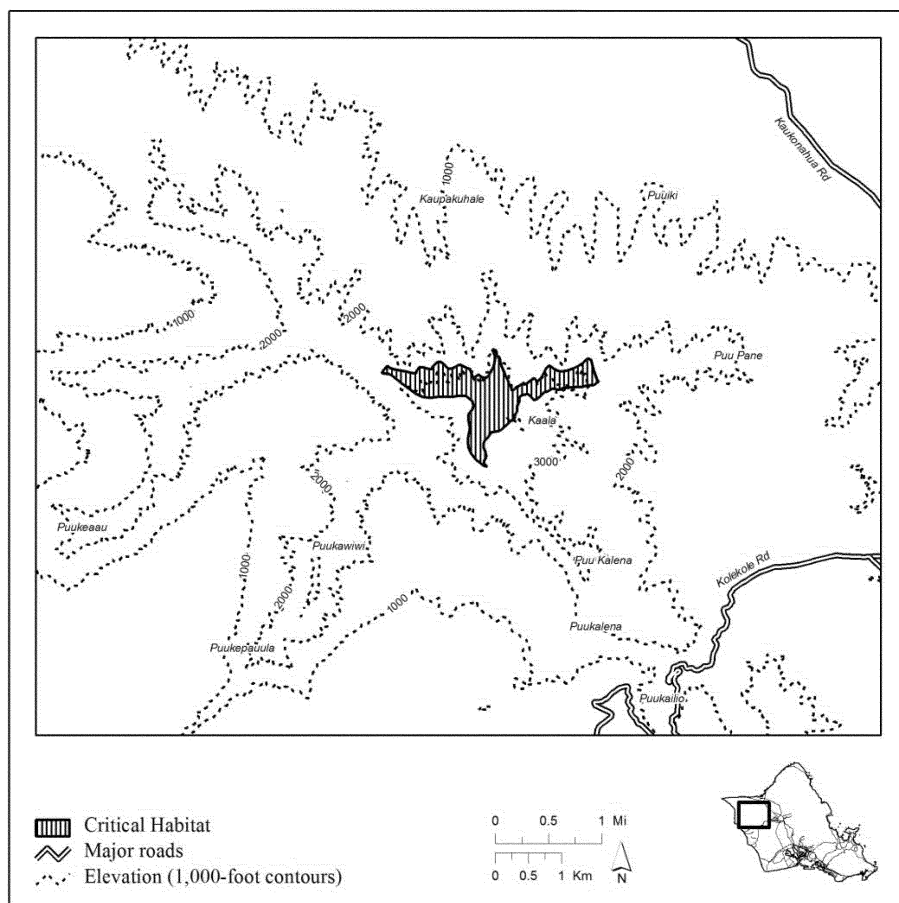 Kaukonahua Rd
1000
Kaupakuhale
Puuiki
1000
2000
2000
Puu Pane
Kaala
3000
2000
2000
Puukeaau
Puukawiwi
Puu Kalena
Kolekole Rd
1000
2000
1000
Puukepauula
Puukalena
Puukailio
Critical Habitat
Major roads
Elevation (1,000-foot contours)
0 0.5 1 Mi
0 0.5 1 Km
N